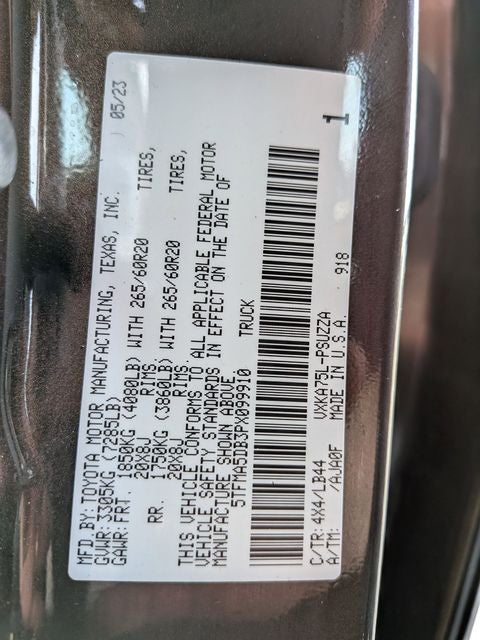 MFD.BY:TOYOTA MOTOR MANUFACTURING, TEXAS, INC. ) 05/23
GVWR:3305KG (7285LB)
GAWR:FRT. 1850KG (4080LB) WITH 265/60R20 TIRES,
20X8J RIMS
RR. 1750KG (3860LB) WITH 265/60R20 TIRES,
20X8J RIMS
THIS VEHICLE CONFORMS TO ALL APPLICABLE FEDERAL MOTOR
VEHICLE SAFETY STANDARDS IN EFFECT ON THE DATE OF
MANUFACTURE SHOWN ABOVE
5TFMA5DB3PX099910 TRUCK
C/TR: 4X4/LB44 VXKA75L-PSUZZA
A/TM: /AJA0F MADE IN U.S.A. 918
1